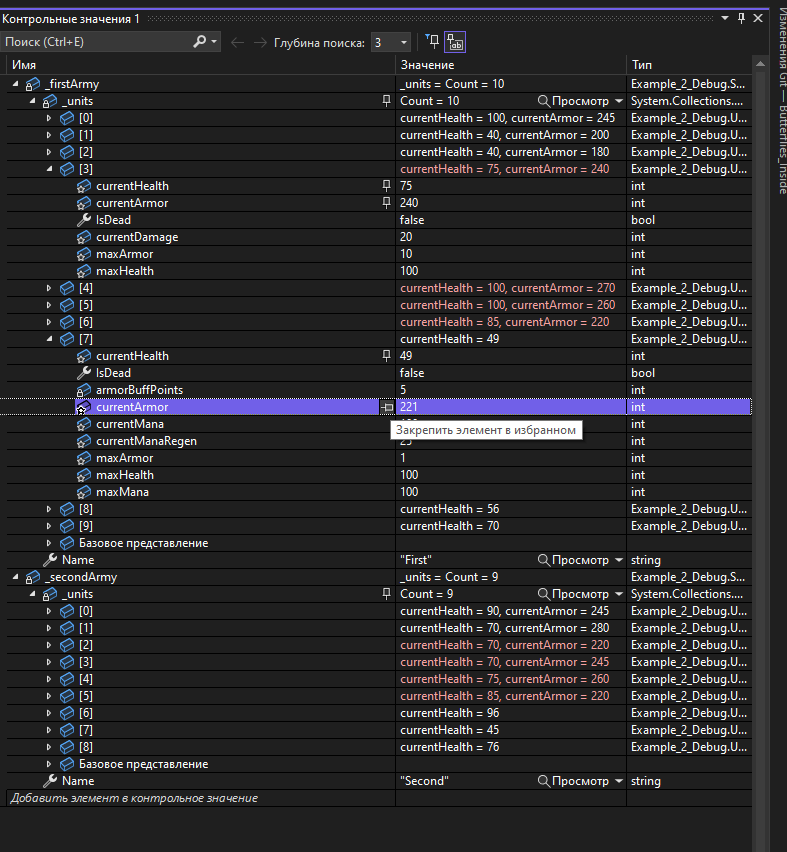 Контрольные значения 1
Поиск (Ctrl+E) Глубина поиска: 3
Имя Значение Тип
_firstArmy _units = Count = 10 Example_2_Debug.S...
_units Count = 10 Просмотр System.Collections....
[0] currentHealth = 100, currentArmor = 245 Example_2_Debug.U...
[1] currentHealth = 40, currentArmor = 200 Example_2_Debug.U...
[2] currentHealth = 40, currentArmor = 180 Example_2_Debug.U...
[3] currentHealth = 75, currentArmor = 240 Example_2_Debug.U...
currentHealth 75 int
currentArmor 240 int
IsDead false bool
currentDamage 20 int
maxArmor 10 int
maxHealth 100 int
[4] currentHealth = 100, currentArmor = 270 Example_2_Debug.U...
[5] currentHealth = 100, currentArmor = 260 Example_2_Debug.U...
[6] currentHealth = 85, currentArmor = 220 Example_2_Debug.U...
[7] currentHealth = 49 Example_2_Debug.U...
currentHealth 49 int
IsDead false bool
armorBuffPoints 5 int
currentArmor 221 int
currentMana int
Закрепить элемент в избранном
currentManaRegen 25 int
maxArmor 1 int
maxHealth 100 int
maxMana 100 int
[8] currentHealth = 56 Example_2_Debug.U...
[9] currentHealth = 70 Example_2_Debug.U...
Базовое представление
Name "First" Просмотр string
_secondArmy _units = Count = 9 Example_2_Debug.S...
_units Count = 9 Просмотр System.Collections....
[0] currentHealth = 90, currentArmor = 245 Example_2_Debug.U...
[1] currentHealth = 70, currentArmor = 280 Example_2_Debug.U...
[2] currentHealth = 70, currentArmor = 220 Example_2_Debug.U...
[3] currentHealth = 70, currentArmor = 245 Example_2_Debug.U...
[4] currentHealth = 75, currentArmor = 260 Example_2_Debug.U...
[5] currentHealth = 85, currentArmor = 220 Example_2_Debug.U...
[6] currentHealth = 96 Example_2_Debug.U...
[7] currentHealth = 45 Example_2_Debug.U...
[8] currentHealth = 76 Example_2_Debug.U...
Базовое представление
Name "Second" Просмотр string
Добавить элемент в контрольное значение
Изменения Git — Butterflies_Inside